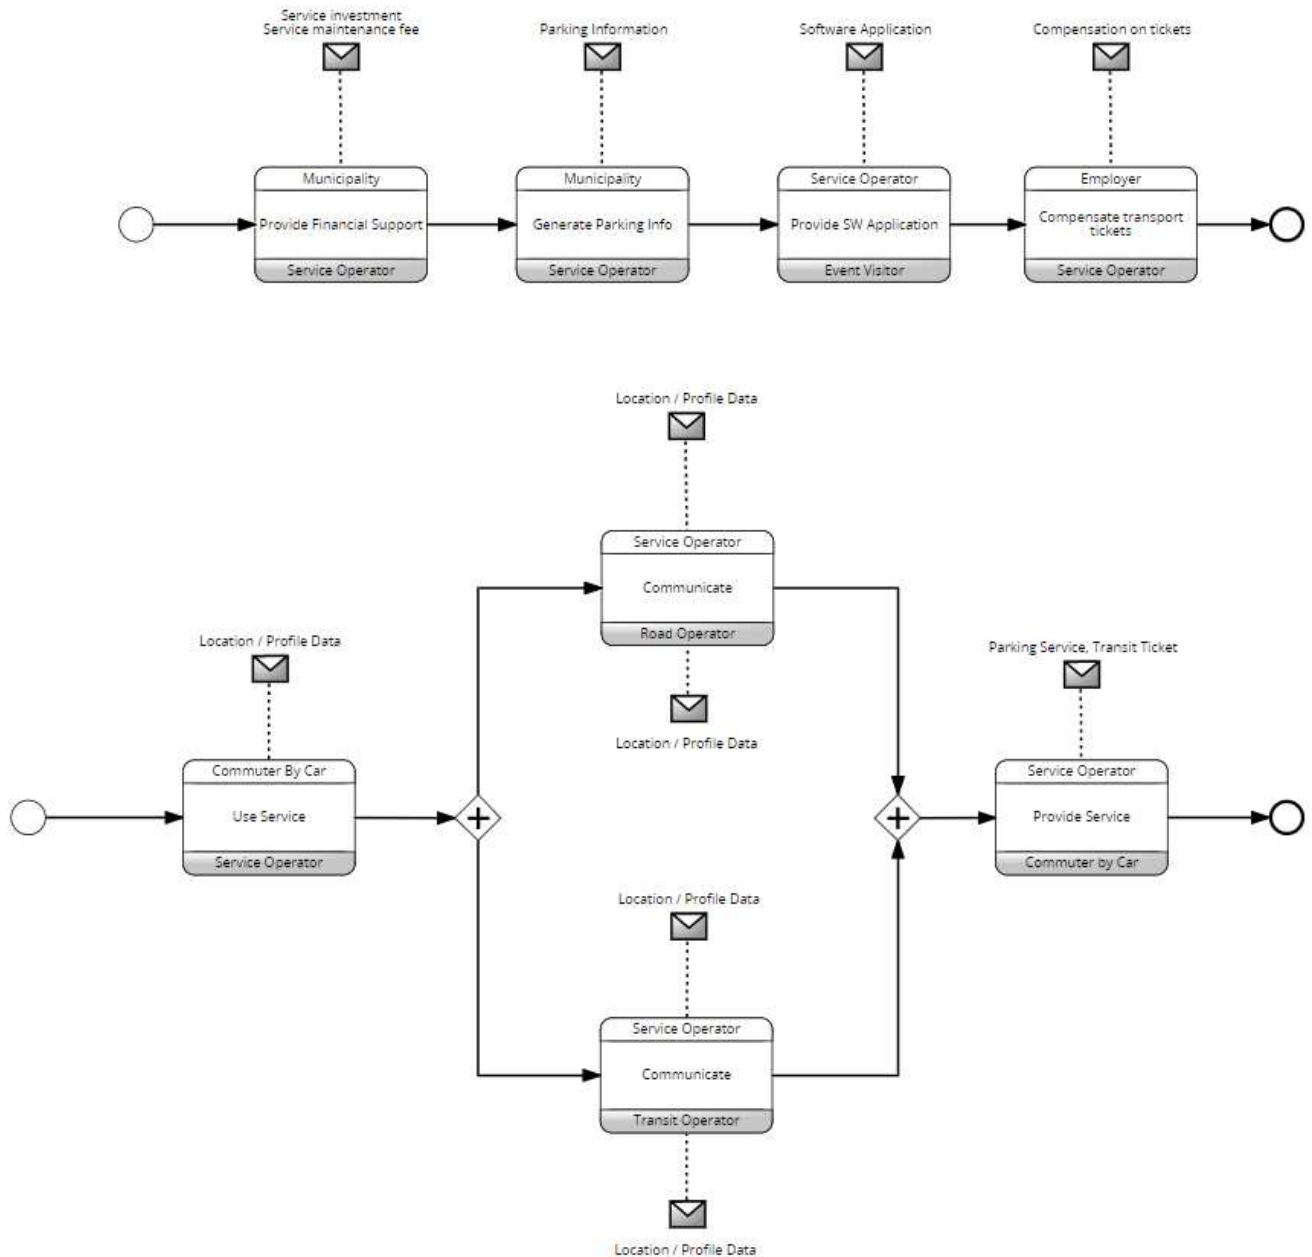 Service investment
Service maintenance fee
Parking Information
Software Application
Compensation on tickets
Municipality
Provide Financial Support
Service Operator
Municipality
Generate Parking Info
Service Operator
Service Operator
Provide SW Application
Event Visitor
Employer
Compensate transport
tickets
Service Operator
Location / Profile Data
Service Operator
Communicate
Road Operator
Location / Profile Data
Location / Profile Data
Commuter By Car
Use Service
Service Operator
Parking Service, Transit Ticket
Service Operator
Provide Service
Commuter by Car
Location / Profile Data
Service Operator
Communicate
Transit Operator
Location / Profile Data